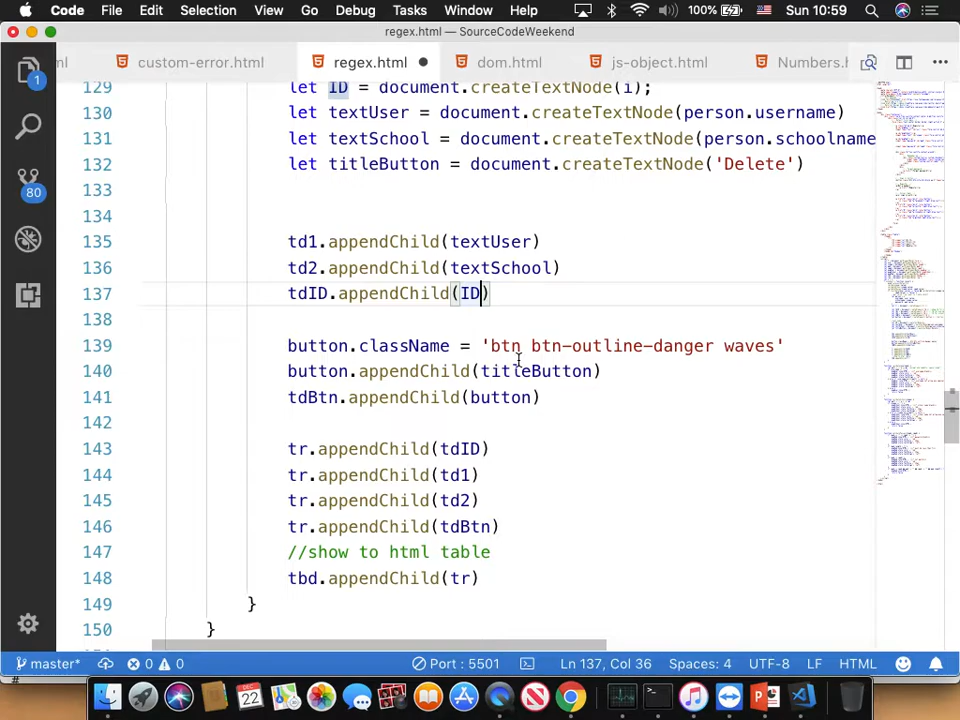 Code File Edit Selection View Go Debug Tasks Window Help 100% Sun 10:59
regex.html — SourceCodeWeekend
ml custom-error.html regex.html dom.html js-object.html Numbers.h
1
80
129 let ID = document.createTextNode(i);
130 let textUser = document.createTextNode(person.username)
131 let textSchool = document.createTextNode(person.schoolname
132 let titleButton = document.createTextNode('Delete')
133
134
135 td1.appendChild(textUser)
136 td2.appendChild(textSchool)
137 tdID.appendChild(ID)
138
139 button.className = 'btn btn-outline-danger waves'
140 button.appendChild(titleButton)
141 tdBtn.appendChild(button)
142
143 tr.appendChild(tdID)
144 tr.appendChild(td1)
145 tr.appendChild(td2)
146 tr.appendChild(tdBtn)
147 //show to html table
148 tbd.appendChild(tr)
149 }
150 }
master* 0 0 Port : 5501 Ln 137, Col 36 Spaces: 4 UTF-8 LF HTML
#
DEC
22